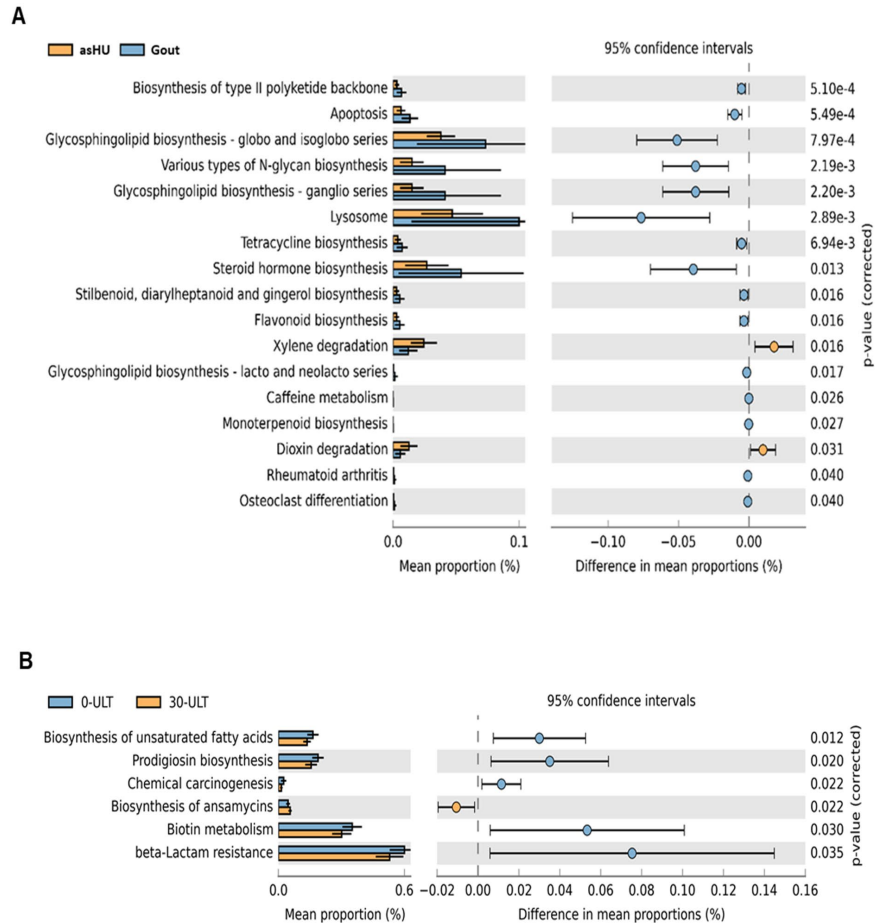 A
asHU Gout
95% confidence intervals
Biosynthesis of type II polyketide backbone 5.10e-4
Apoptosis 5.49e-4
Glycosphingolipid biosynthesis - globo and isoglobo series 7.97e-4
Various types of N-glycan biosynthesis 2.19e-3
Glycosphingolipid biosynthesis - ganglio series 2.20e-3
Lysosome 2.89e-3
Tetracycline biosynthesis 6.94e-3
Steroid hormone biosynthesis 0.013
Stilbenoid, diarylheptanoid and gingerol biosynthesis 0.016
Flavonoid biosynthesis 0.016
Xylene degradation 0.016
Glycosphingolipid biosynthesis - lacto and neolacto series 0.017
Caffeine metabolism 0.026
Monoterpenoid biosynthesis 0.027
Dioxin degradation 0.031
Rheumatoid arthritis 0.040
Osteoclast differentiation 0.040
p-value (corrected)
0.0 0.1 −0.10 −0.05 0.00
Mean proportion (%) Difference in mean proportions (%)
B
0-ULT 30-ULT
95% confidence intervals
Biosynthesis of unsaturated fatty acids 0.012
Prodigiosin biosynthesis 0.020
Chemical carcinogenesis 0.022
Biosynthesis of ansamycins 0.022
Biotin metabolism 0.030
beta-Lactam resistance 0.035
p-value (corrected)
0.0 0.6 −0.02 0.00 0.02 0.04 0.06 0.08 0.10 0.12 0.14 0.16
Mean proportion (%) Difference in mean proportions (%)